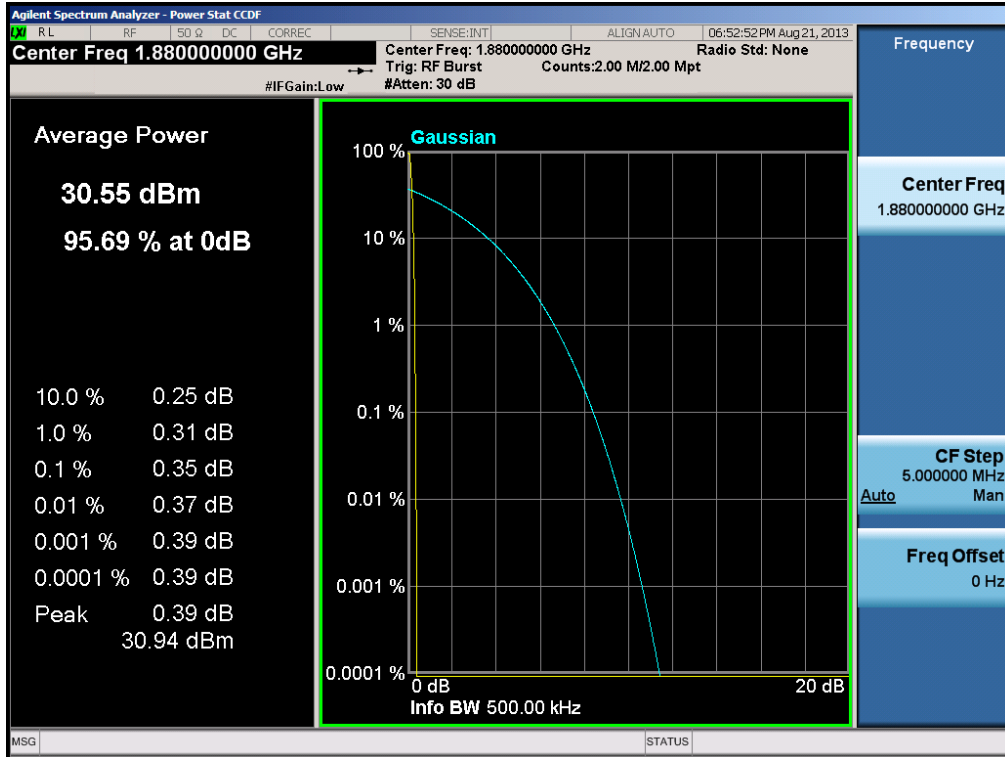 Agilent Spectrum Analyzer - Power Stat CCDF
LXI RL RF 50 Ω DC CORREC SENSE:INT ALIGN AUTO 06:52:52 PM Aug 21, 2013
Center Freq 1.880000000 GHz
Center Freq: 1.880000000 GHz Radio Std: None
Trig: RF Burst Counts:2.00 M/2.00 Mpt
#IFGain:Low #Atten: 30 dB
Average Power
30.55 dBm
95.69 % at 0dB
10.0 % 0.25 dB
1.0 % 0.31 dB
0.1 % 0.35 dB
0.01 % 0.37 dB
0.001 % 0.39 dB
0.0001 % 0.39 dB
Peak 0.39 dB
30.94 dBm
Gaussian
100 %
10 %
1 %
0.1 %
0.01 %
0.001 %
0.0001 %
0 dB 20 dB
Info BW 500.00 kHz
Frequency
Center Freq
1.880000000 GHz
CF Step
5.000000 MHz
Auto Man
Freq Offset
0 Hz
MSG STATUS